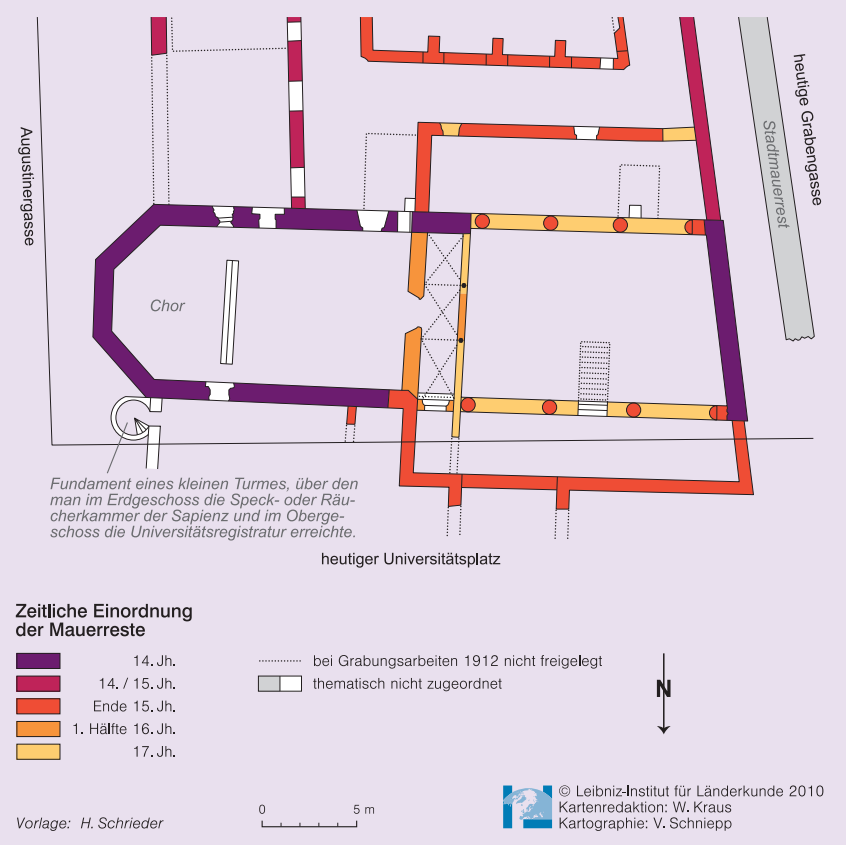 heutige Grabengasse
Stadtmauerrest
Augustinergasse
Chor
Fundament eines kleinen Turmes, über den
man im Erdgeschoss die Speck- oder Räu-
cherkammer der Sapienz und im Oberge-
schoss die Universitätsregistratur erreichte.
heutiger Universitätsplatz
Zeitliche Einordnung
der Mauerreste
14. Jh.
14. / 15. Jh.
Ende 15. Jh.
1. Hälfte 16. Jh.
17. Jh.
bei Grabungsarbeiten 1912 nicht freigelegt
thematisch nicht zugeordnet
N
Vorlage: H. Schrieder
0 5 m
© Leibniz-Institut für Länderkunde 2010
Kartenredaktion: W. Kraus
Kartographie: V. Schniepp